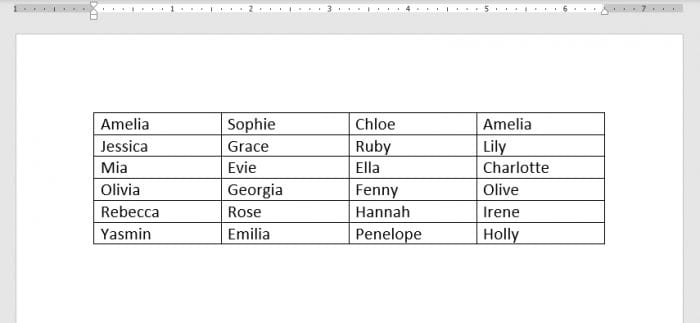 1 1 2 3 4 5 6 7
Amelia Sophie Chloe Amelia
Jessica Grace Ruby Lily
Mia Evie Ella Charlotte
Olivia Georgia Fenny Olive
Rebecca Rose Hannah Irene
Yasmin Emilia Penelope Holly